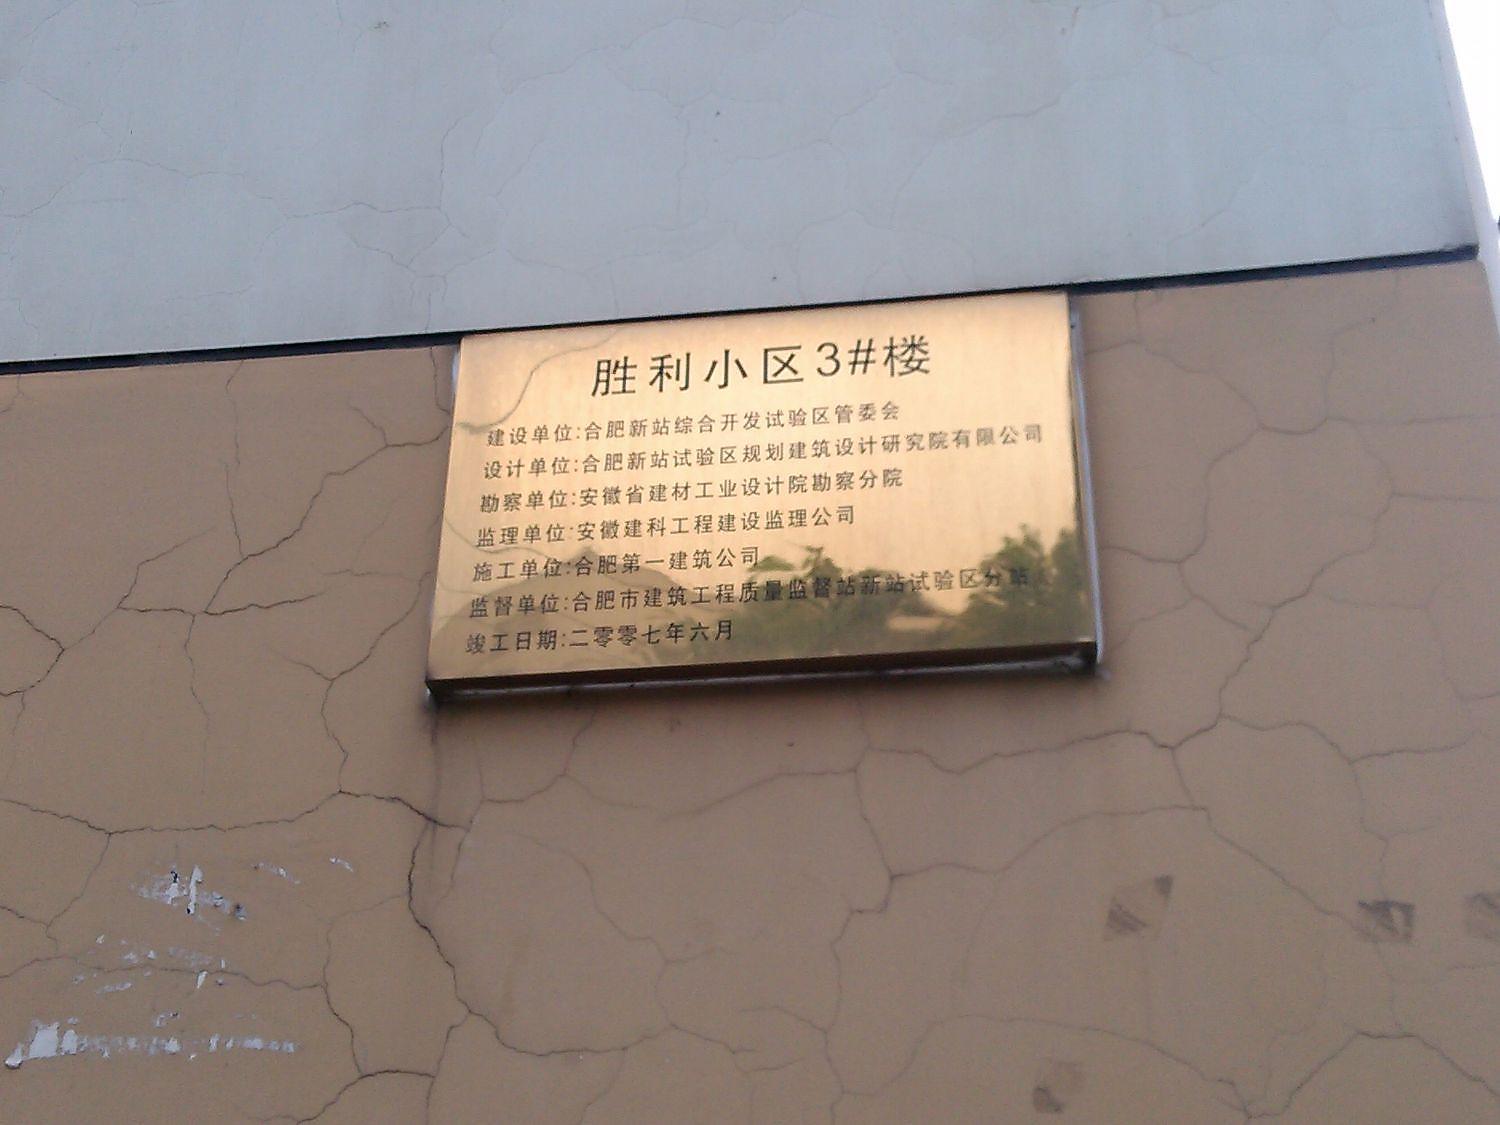 胜利小区3#楼
建设单位:合肥新站综合开发试验区管委会
设计单位:合肥新站试验区规划建筑设计研究院有限公司
勘察单位:安徽省建材工业设计院勘察分院
监理单位:安徽建科工程建设监理公司
施工单位:合肥第一建筑公司
监督单位:合肥市建筑工程质量监督站新站试验区分站
竣工日期:二零零七年六月